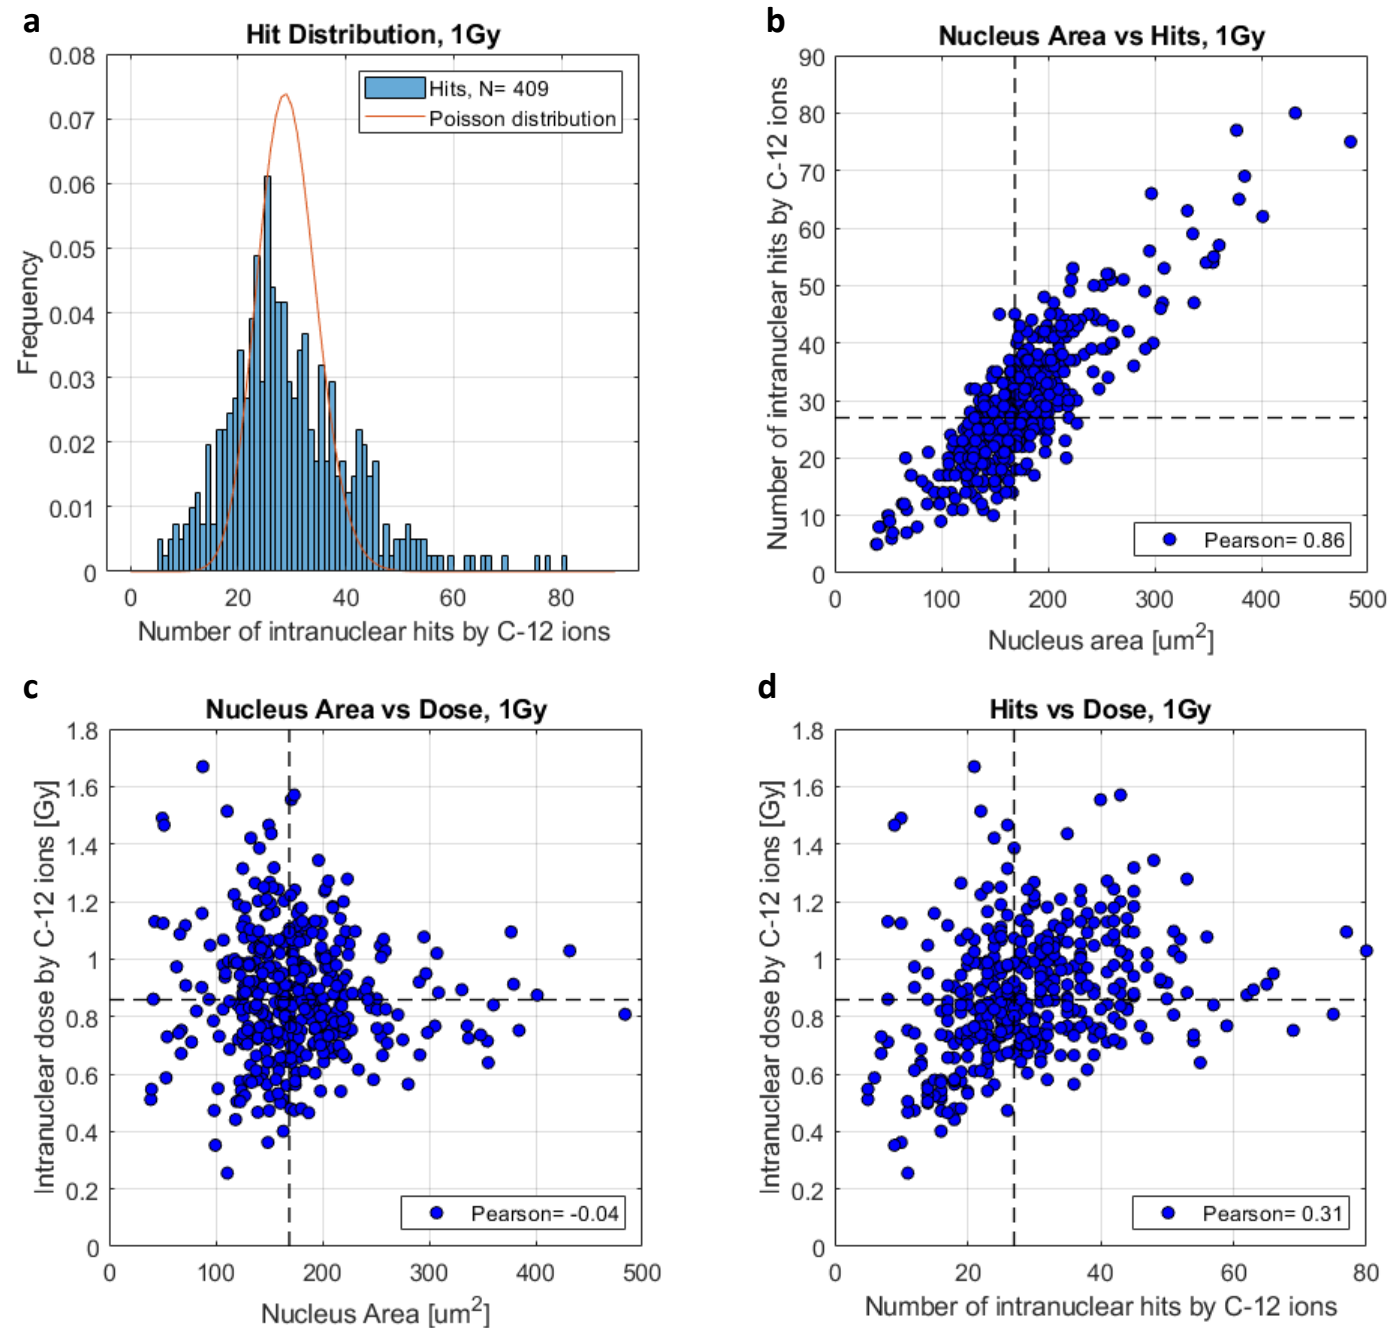 a
Hit Distribution, 1Gy
Frequency
0.08
0.07
0.06
0.05
0.04
0.03
0.02
0.01
0
Hits, N= 409
Poisson distribution
0 20 40 60 80
Number of intranuclear hits by C-12 ions
b
Nucleus Area vs Hits, 1Gy
Number of intranuclear hits by C-12 ions
90
80
70
60
50
40
30
20
10
0
Pearson= 0.86
0 100 200 300 400 500
Nucleus area [um²]
c
Nucleus Area vs Dose, 1Gy
Intranuclear dose by C-12 ions [Gy]
1.8
1.6
1.4
1.2
1
0.8
0.6
0.4
0.2
0
Pearson= -0.04
0 100 200 300 400 500
Nucleus Area [um²]
d
Hits vs Dose, 1Gy
Intranuclear dose by C-12 ions [Gy]
1.8
1.6
1.4
1.2
1
0.8
0.6
0.4
0.2
0
Pearson= 0.31
0 20 40 60 80
Number of intranuclear hits by C-12 ions